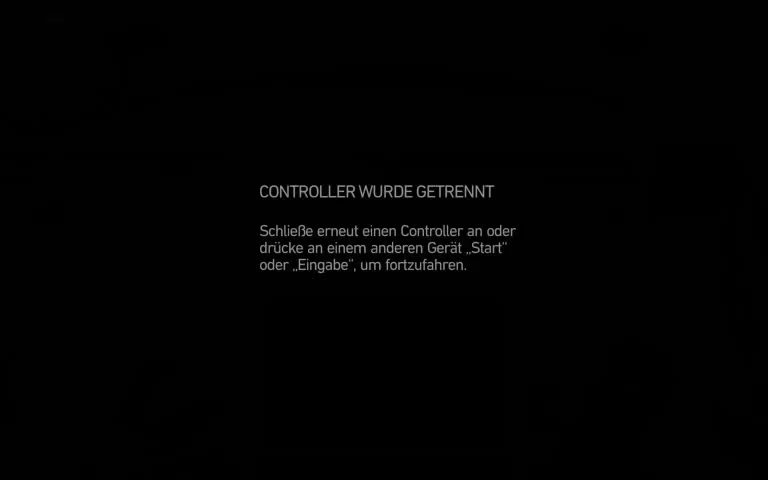 CONTROLLER WURDE GETRENNT
Schließe erneut einen Controller an oder
drücke an einem anderen Gerät „Start“
oder „Eingabe“, um fortzufahren.